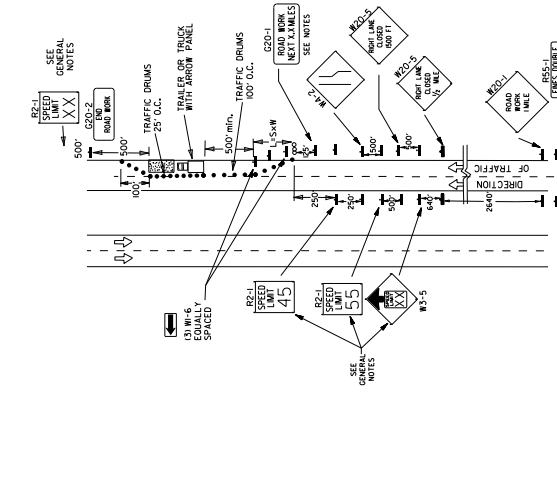 R2-1
SPEED
LIMIT
XX
SEE
GENERAL
NOTES
G20-2
END
ROAD WORK
500'
500'
100'
TRAFFIC DRUMS
25' O.C.
TRAILER OR TRUCK
WITH ARROW PANEL
TRAFFIC DRUMS
100' O.C.
500' min.
L=S×W
G20-1
ROAD WORK
NEXT X.X MILES
SEE NOTES
W4-2
W20-5
RIGHT LANE
CLOSED
1500 FT
W20-5
RIGHT LANE
CLOSED
½ MILE
W20-1
ROAD
WORK
1 MILE
R55-1
500'
500'
250'
250'
500'
640'
2640'
DIRECTION
OF TRAFFIC
(3) W1-6
EQUALLY
SPACED
R2-1
SPEED
LIMIT
45
R2-1
SPEED
LIMIT
55
SPEED
LIMIT
XX
W3-5
SEE
GENERAL
NOTES